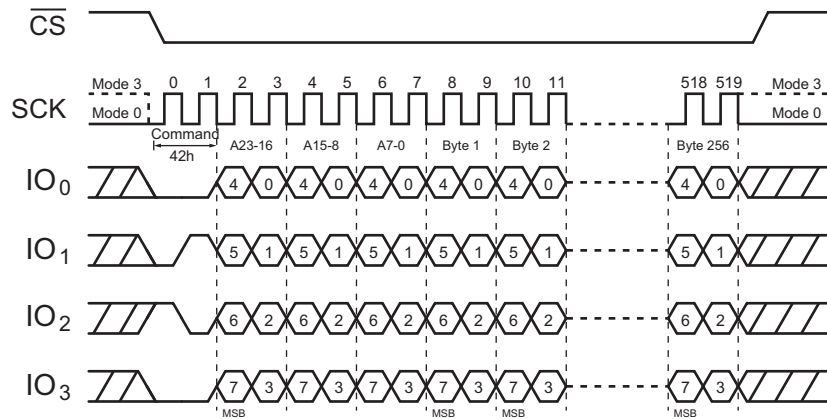 CS
Mode 3 0 1 2 3 4 5 6 7 8 9 10 11 518 519 Mode 3
SCK Mode 0 Mode 0
Command A23-16 A15-8 A7-0 Byte 1 Byte 2 Byte 256
42h
IO0 4 0 4 0 4 0 4 0 4 0 4 0
IO1 5 1 5 1 5 1 5 1 5 1 5 1
IO2 6 2 6 2 6 2 6 2 6 2 6 2
IO3 7 3 7 3 7 3 7 3 7 3 7 3
MSB MSB MSB